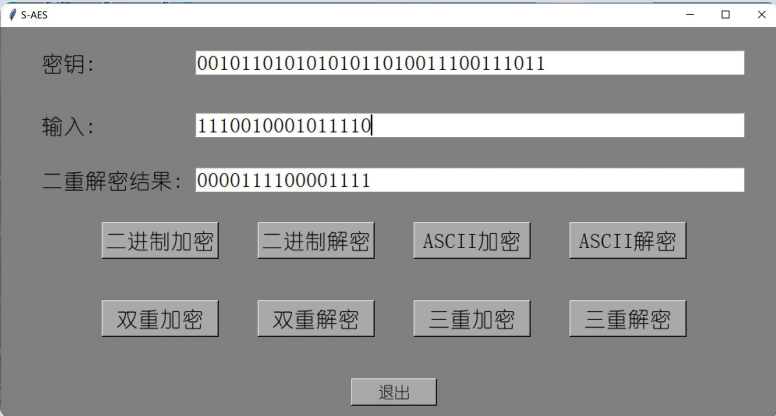 S-AES
密钥: 00101101010101011010011100111011
输入: 1110010001011110
二重解密结果: 0000111100001111
二进制加密 二进制解密 ASCII加密 ASCII解密
双重加密 双重解密 三重加密 三重解密
退出